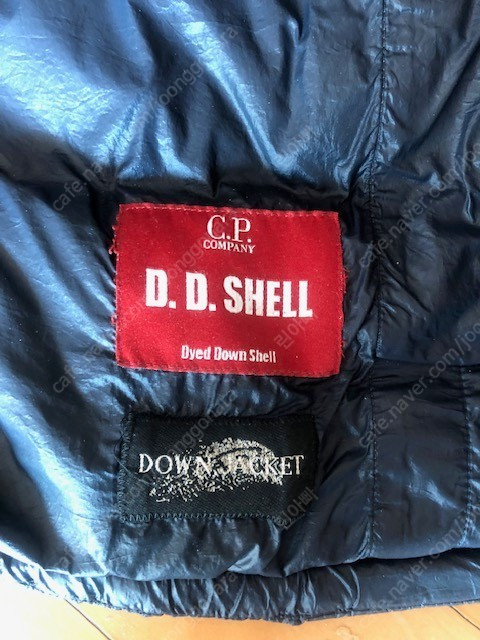 C.P.
COMPANY
D. D. SHELL
Dyed Down Shell
DOWN JACKET